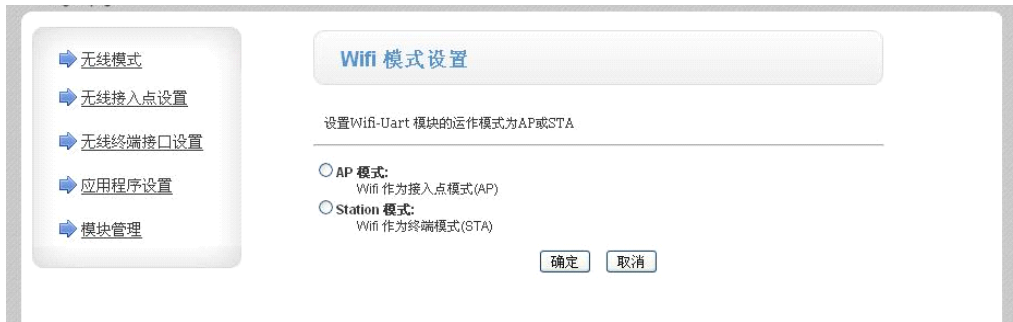 无线模式
无线接入点设置
无线终端接口设置
应用程序设置
模块管理
Wifi 模式设置
设置Wifi-Uart 模块的运作模式为AP或STA
AP 模式:
Wifi 作为接入点模式(AP)
Station 模式:
Wifi 作为终端模式(STA)
确定 取消